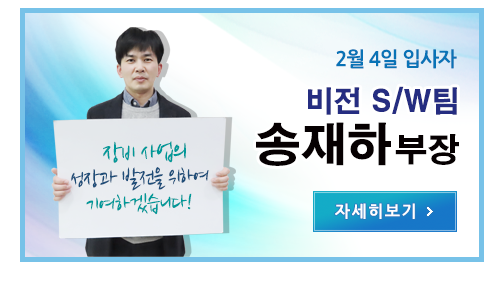 2월 4일 입사자
비전 S/W팀
송재하 부장
장비 사업의
성장과 발전을 위하여
기여하겠습니다!
자세히보기 >